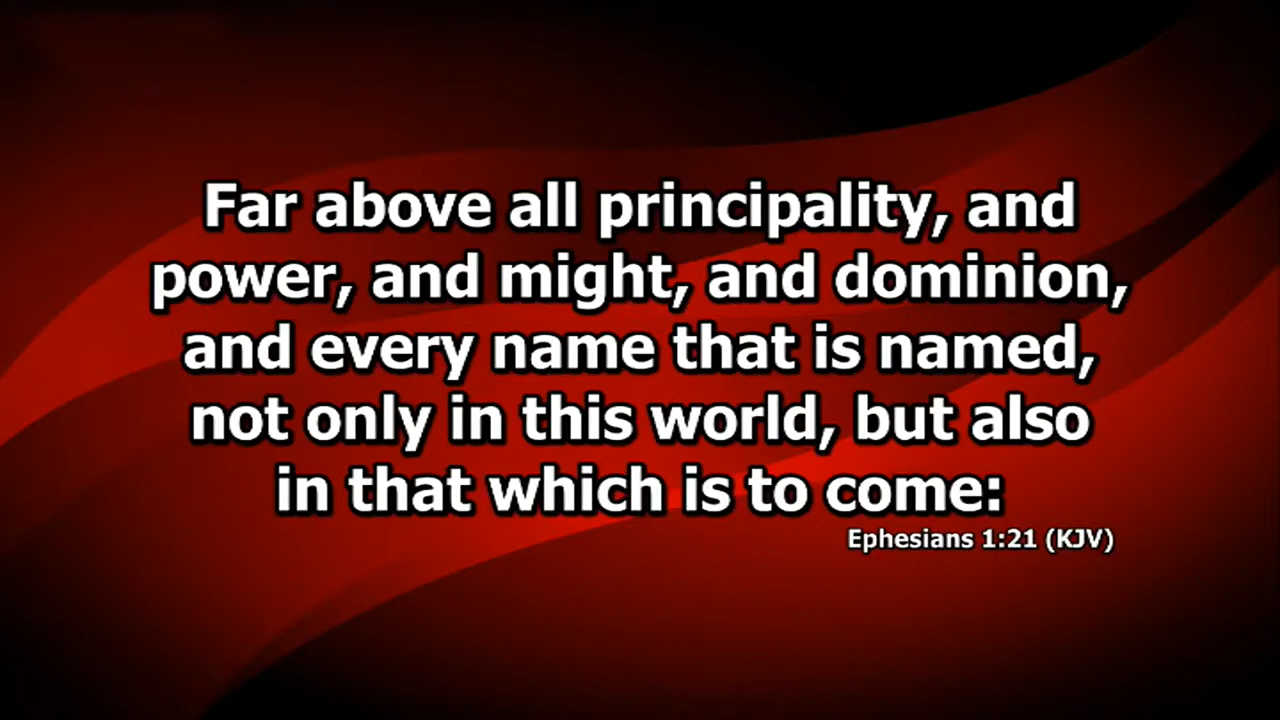 Far above all principality, and
power, and might, and dominion,
and every name that is named,
not only in this world, but also
in that which is to come:
Ephesians 1:21 (KJV)